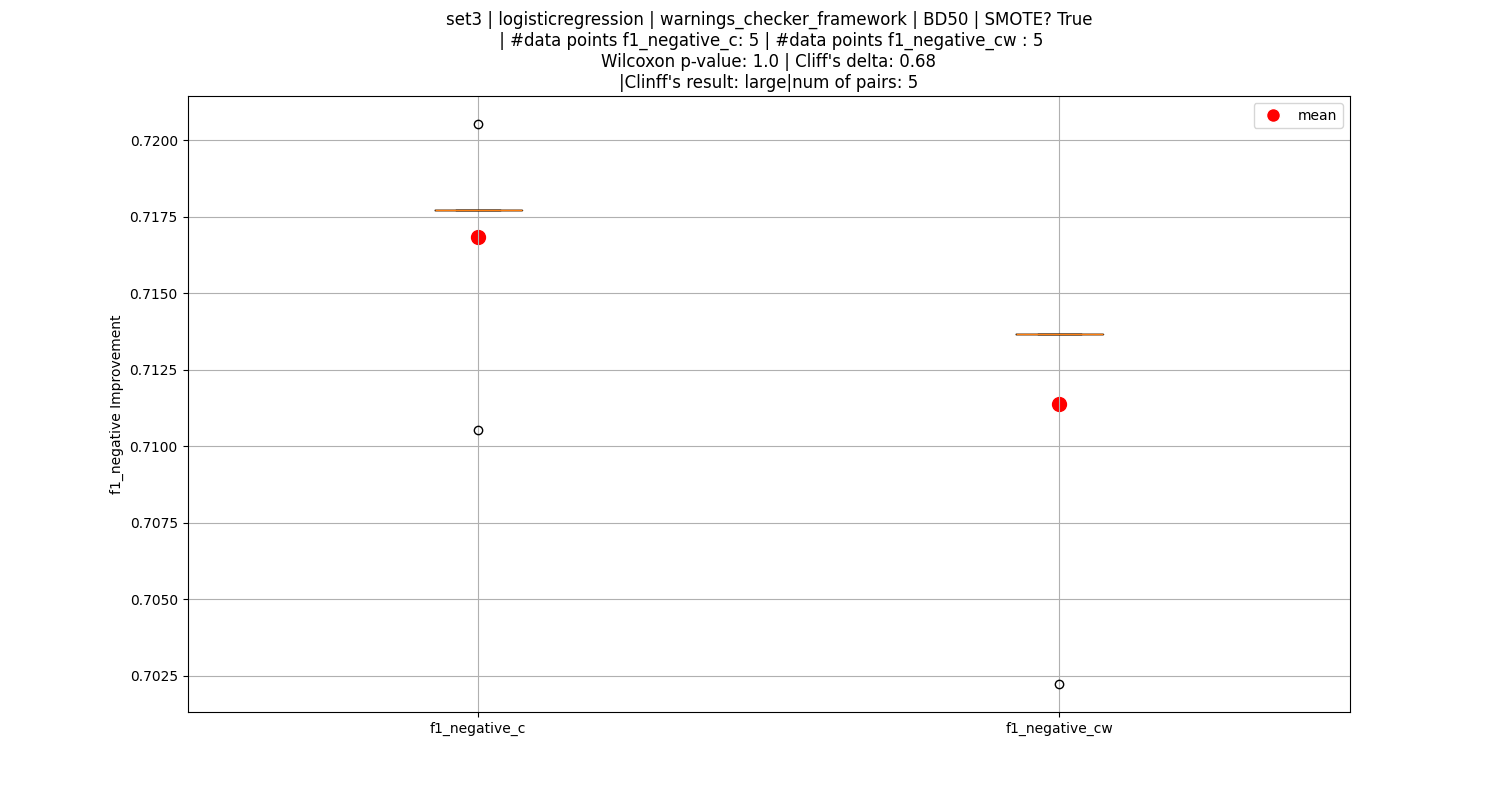 set3 | logisticregression | warnings_checker_framework | BD50 | SMOTE? True
| #data points f1_negative_c: 5 | #data points f1_negative_cw : 5
Wilcoxon p-value: 1.0 | Cliff's delta: 0.68
|Clinff's result: large|num of pairs: 5
mean
0.7200
0.7175
0.7150
0.7125
0.7100
0.7075
0.7050
0.7025
f1_negative Improvement
f1_negative_c
f1_negative_cw